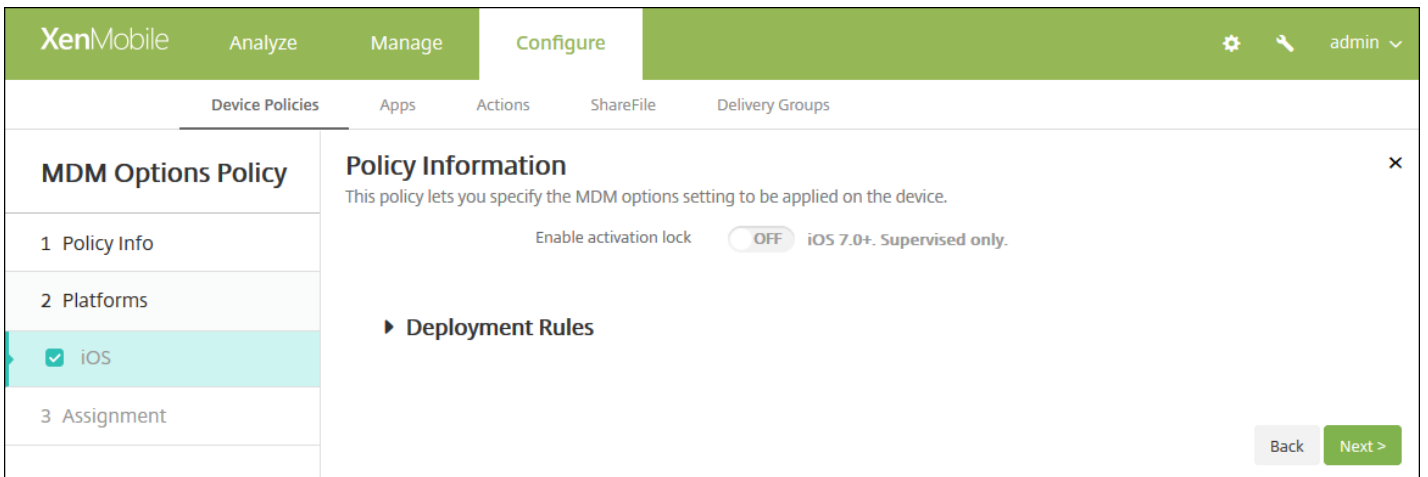 XenMobile Analyze Manage Configure admin
Device Policies Apps Actions ShareFile Delivery Groups
MDM Options Policy
1 Policy Info
2 Platforms
iOS
3 Assignment
Policy Information
This policy lets you specify the MDM options setting to be applied on the device.
Enable activation lock OFF iOS 7.0+. Supervised only.
Deployment Rules
Back Next >